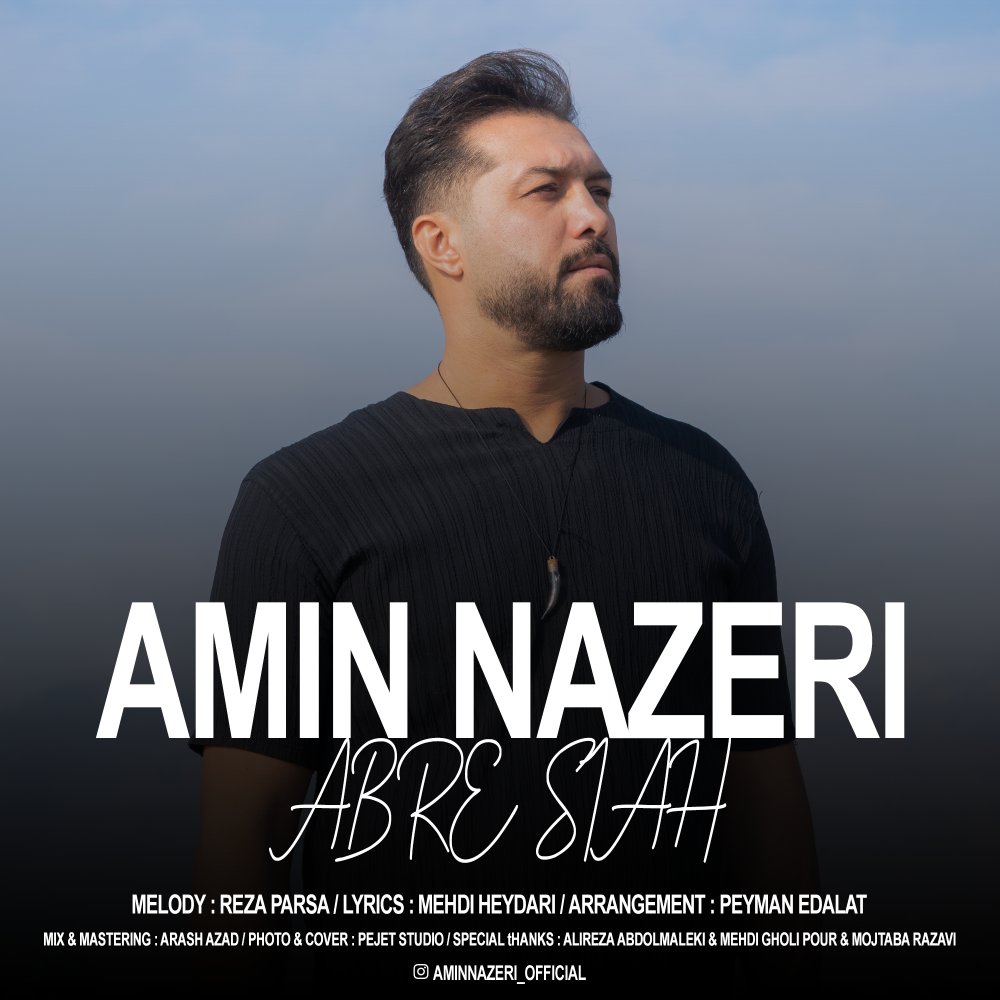 AMIN NAZERI
ABRE SIAH
MELODY : REZA PARSA / LYRICS : MEHDI HEYDARI / ARRANGEMENT : PEYMAN EDALAT
MIX & MASTERING : ARASH AZAD / PHOTO & COVER : PEJET STUDIO / SPECIAL tHANKS : ALIREZA ABDOLMALEKI & MEHDI GHOLI POUR & MOJTABA RAZAVI
AMINNAZERI_OFFICIAL